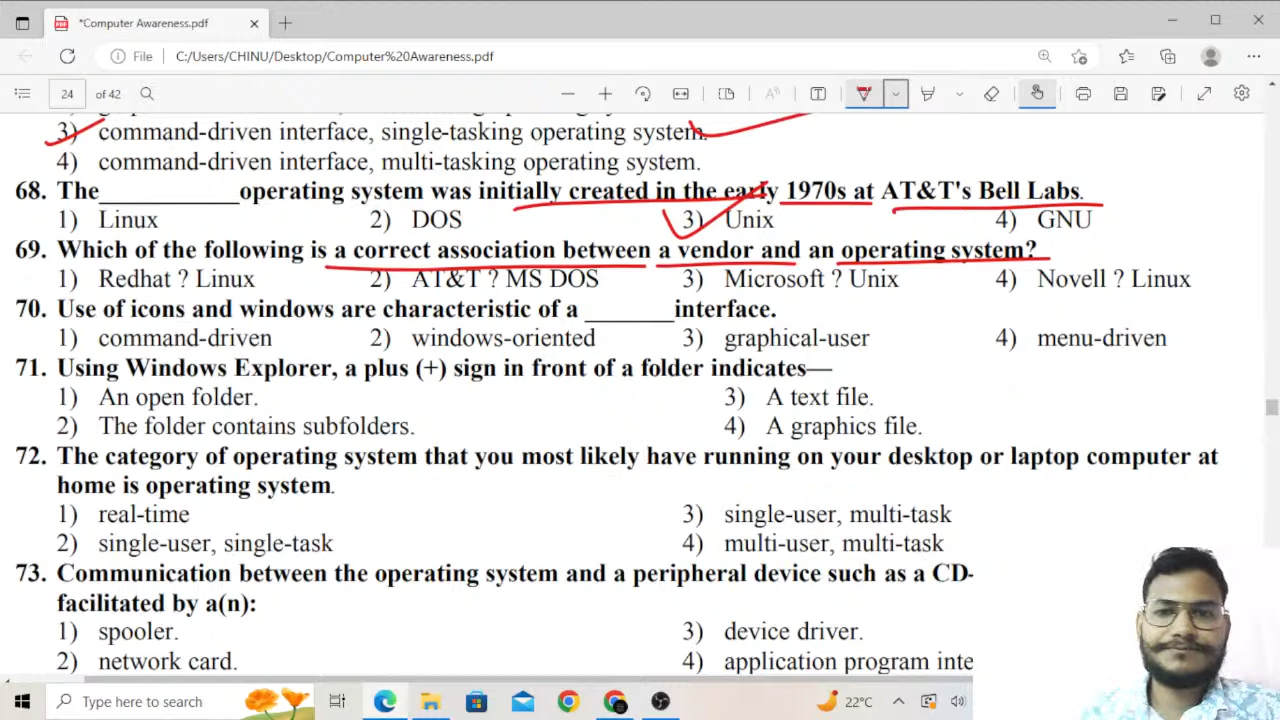 *Computer Awareness.pdf
File C:/Users/CHINU/Desktop/Computer%20Awareness.pdf
24 of 42
3) command-driven interface, single-tasking operating system.
4) command-driven interface, multi-tasking operating system.
68. The__________operating system was initially created in the early 1970s at AT&T's Bell Labs.
1) Linux 2) DOS 3) Unix 4) GNU
69. Which of the following is a correct association between a vendor and an operating system?
1) Redhat ? Linux 2) AT&T ? MS DOS 3) Microsoft ? Unix 4) Novell ? Linux
70. Use of icons and windows are characteristic of a _______interface.
1) command-driven 2) windows-oriented 3) graphical-user 4) menu-driven
71. Using Windows Explorer, a plus (+) sign in front of a folder indicates—
1) An open folder. 3) A text file.
2) The folder contains subfolders. 4) A graphics file.
72. The category of operating system that you most likely have running on your desktop or laptop computer at
home is operating system.
1) real-time 3) single-user, multi-task
2) single-user, single-task 4) multi-user, multi-task
73. Communication between the operating system and a peripheral device such as a CD-
facilitated by a(n):
1) spooler. 3) device driver.
2) network card. 4) application program inte
Type here to search 22°C